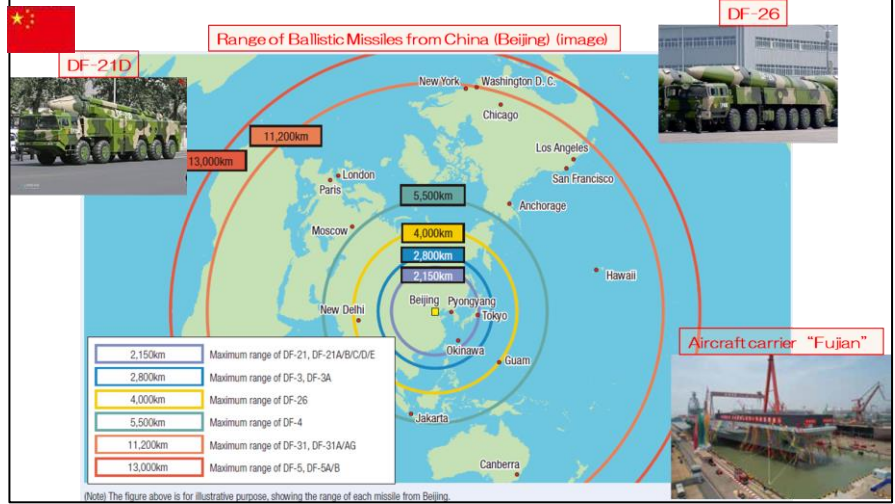 DF-26
Range of Ballistic Missiles from China (Beijing) (image)
DF-21D
New York
Washington D. C.
Chicago
11,200km
Los Angeles
13,000km
London
San Francisco
Paris
5,500km
Anchorage
Moscow
4,000km
2,800km
Hawaii
2,150km
Beijing
Pyongyang
New Delhi
Tokyo
Okinawa
Aircraft carrier “Fujian”
Guam
2,150km Maximum range of DF-21, DF-21A/B/C/D/E
2,800km Maximum range of DF-3, DF-3A
4,000km Maximum range of DF-26
5,500km Maximum range of DF-4
11,200km Maximum range of DF-31, DF-31A/AG
13,000km Maximum range of DF-5, DF-5A/B
Jakarta
Canberra
(Note) The figure above is for illustrative purpose, showing the range of each missile from Beijing.